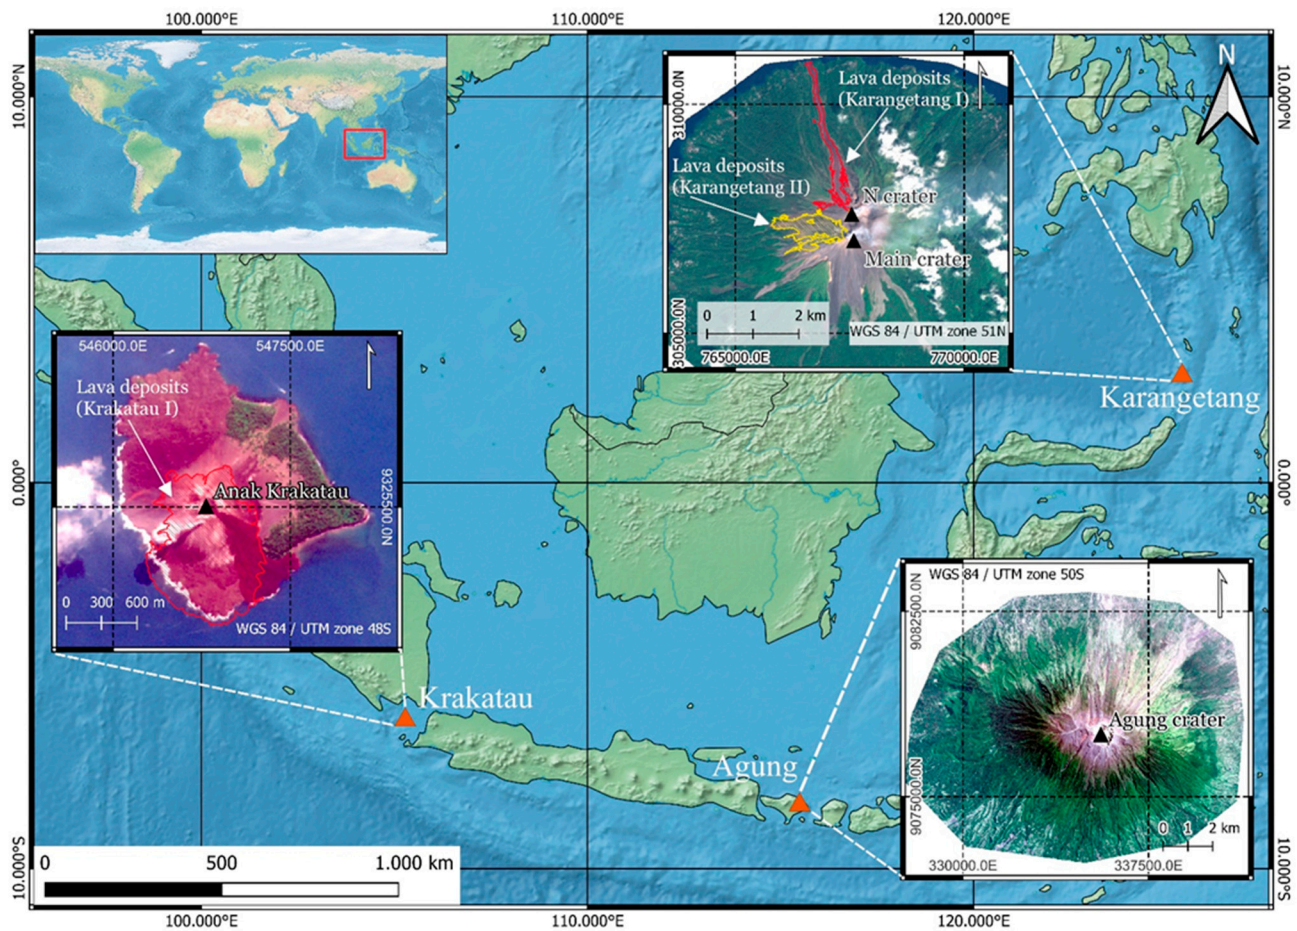 100.000°E
110.000°E
120.000°E
10.000°N
10.000°N
N
Lava deposits
(Karangetang I)
Lava deposits
(Karangetang II)
N crater
Main crater
310000.0N
305000.0N
0 1 2 km
WGS 84 / UTM zone 51N
765000.0E
770000.0E
Karangetang
546000.0E
547500.0E
Lava deposits
(Krakatau I)
Anak Krakatau
9325500.0N
0 300 600 m
WGS 84 / UTM zone 48S
0.000°
0.000°
WGS 84 / UTM zone 50S
9082500.0N
Agung crater
9075000.0N
0 1 2 km
330000.0E
337500.0E
Krakatau
Agung
0 500 1.000 km
10.000°S
10.000°S
100.000°E
110.000°E
120.000°E